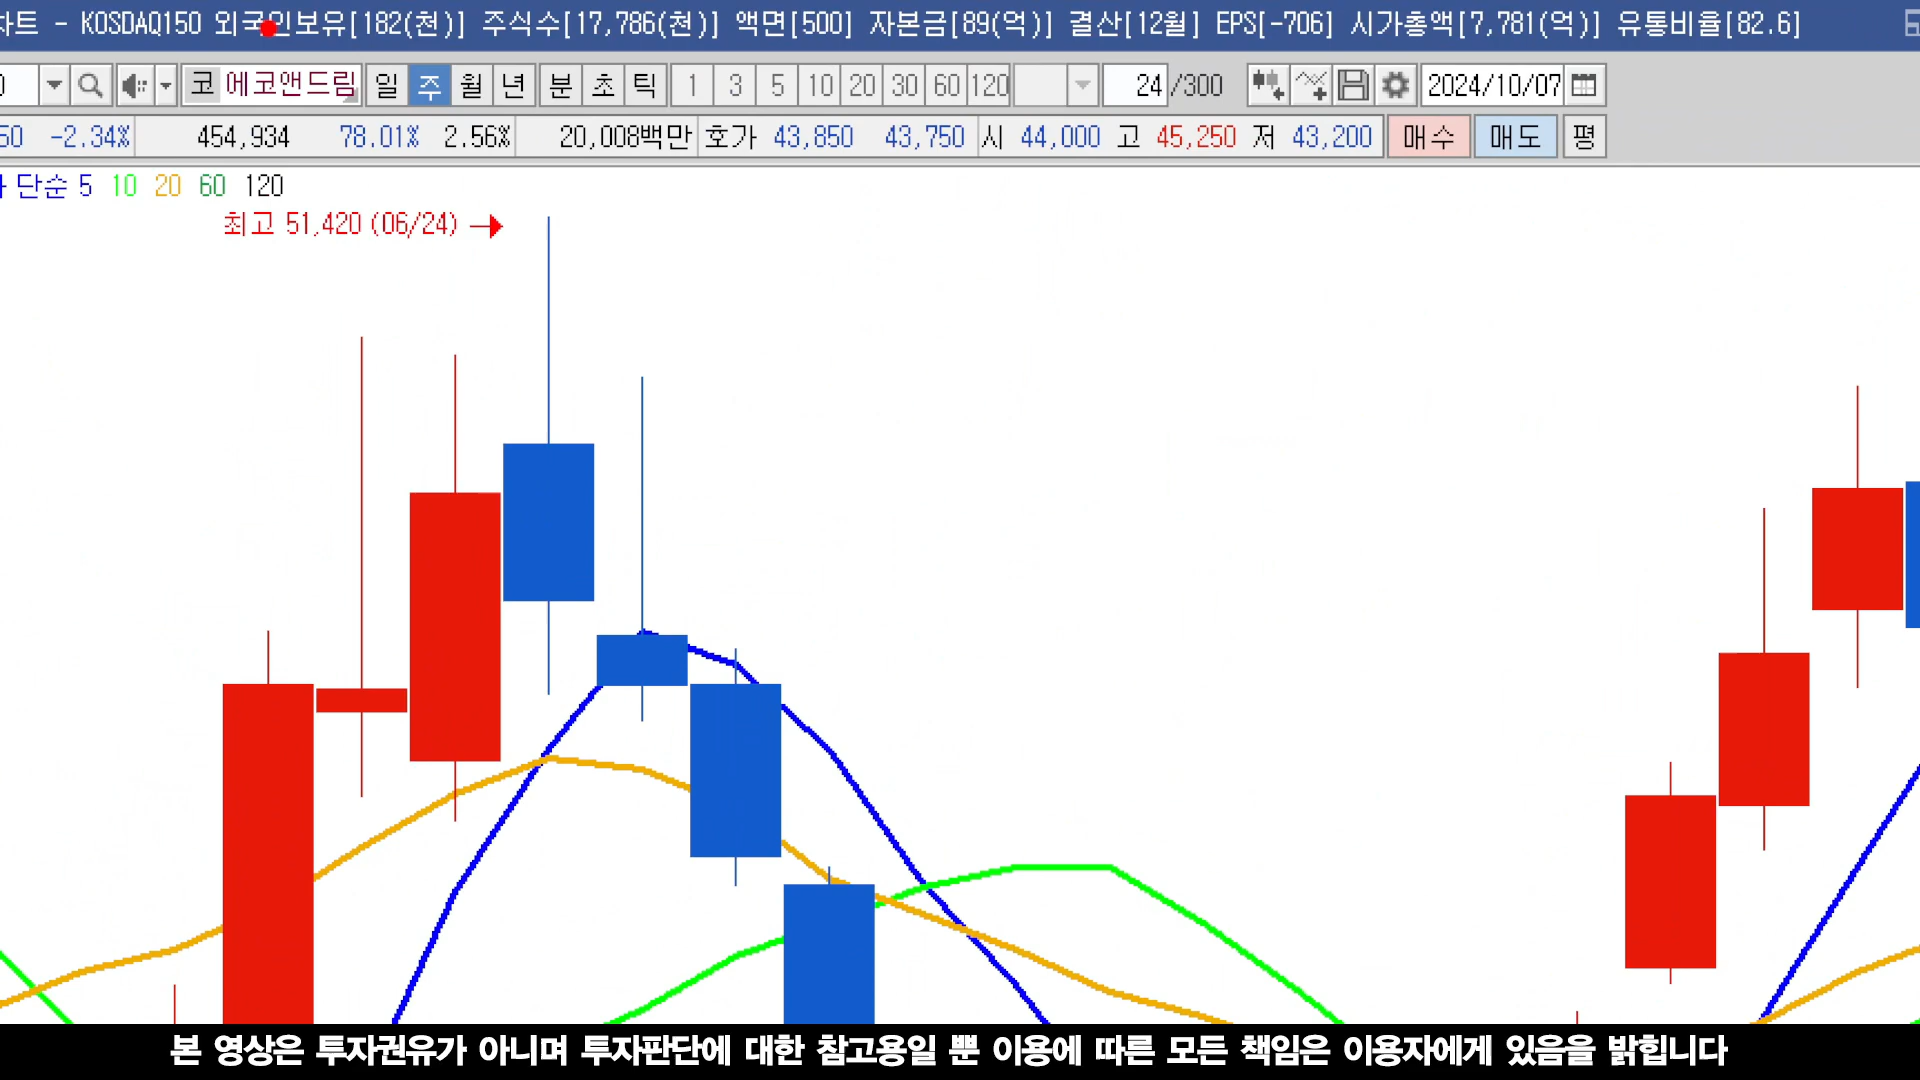 차트 - KOSDAQ150 외국인보유[182(천)] 주식수[17,786(천)] 액면[500] 자본금[89(억)] 결산[12월] EPS[-706] 시가총액[7,781(억)] 유통비율[82.6]
코 에코앤드림 일 주 월 년 분 초 틱 1 3 5 10 20 30 60 120 24 /300 2024/10/07
50 -2.34% 454,934 78.01% 2.56% 20,008백만 호가 43,850 43,750 시 44,000 고 45,250 저 43,200 매수 매도 평
단순 5 10 20 60 120
최고 51,420 (06/24)
본 영상은 투자권유가 아니며 투자판단에 대한 참고용일 뿐 이용에 따른 모든 책임은 이용자에게 있음을 밝힙니다